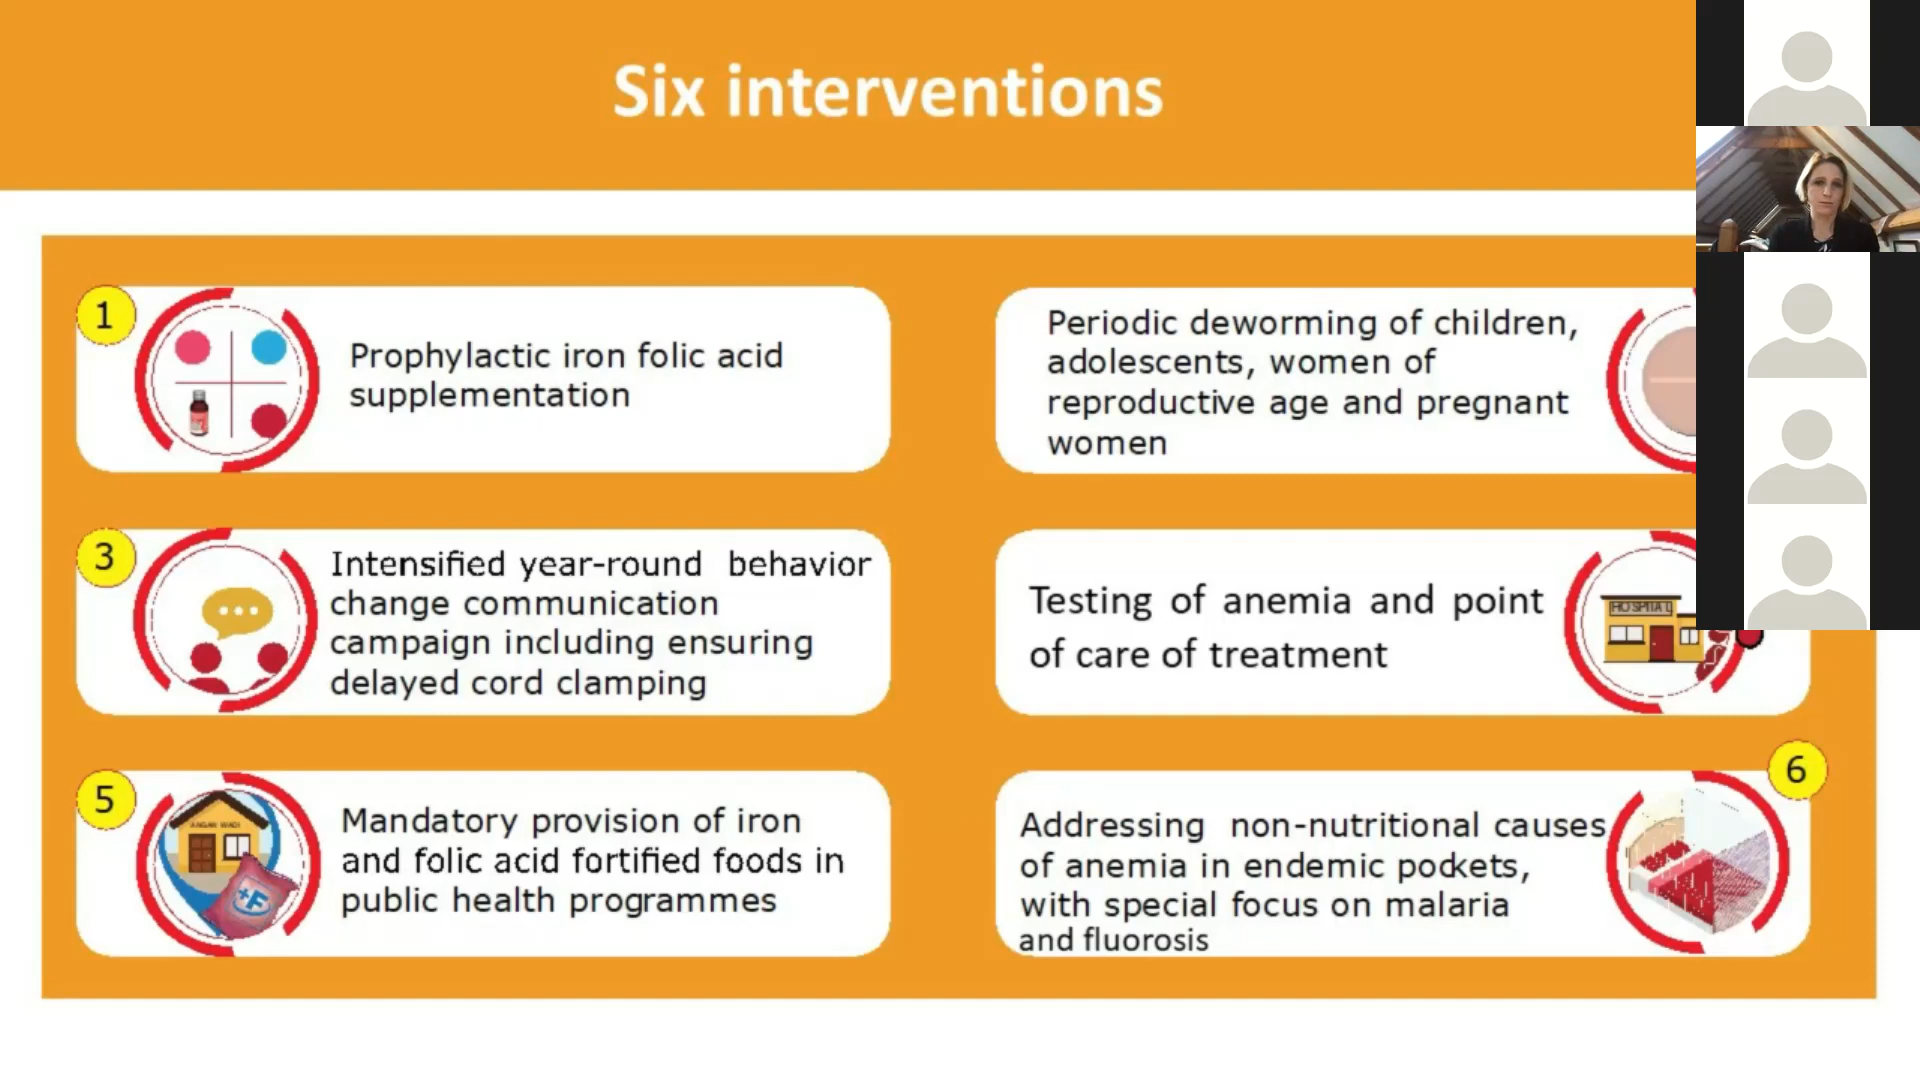 Six interventions
1
Prophylactic iron folic acid
supplementation
Periodic deworming of children,
adolescents, women of
reproductive age and pregnant
women
3
Intensified year-round behavior
change communication
campaign including ensuring
delayed cord clamping
Testing of anemia and point
of care of treatment
HOSPITAL
5
ANGAN WADI
+F
Mandatory provision of iron
and folic acid fortified foods in
public health programmes
6
Addressing non-nutritional causes
of anemia in endemic pockets,
with special focus on malaria
and fluorosis